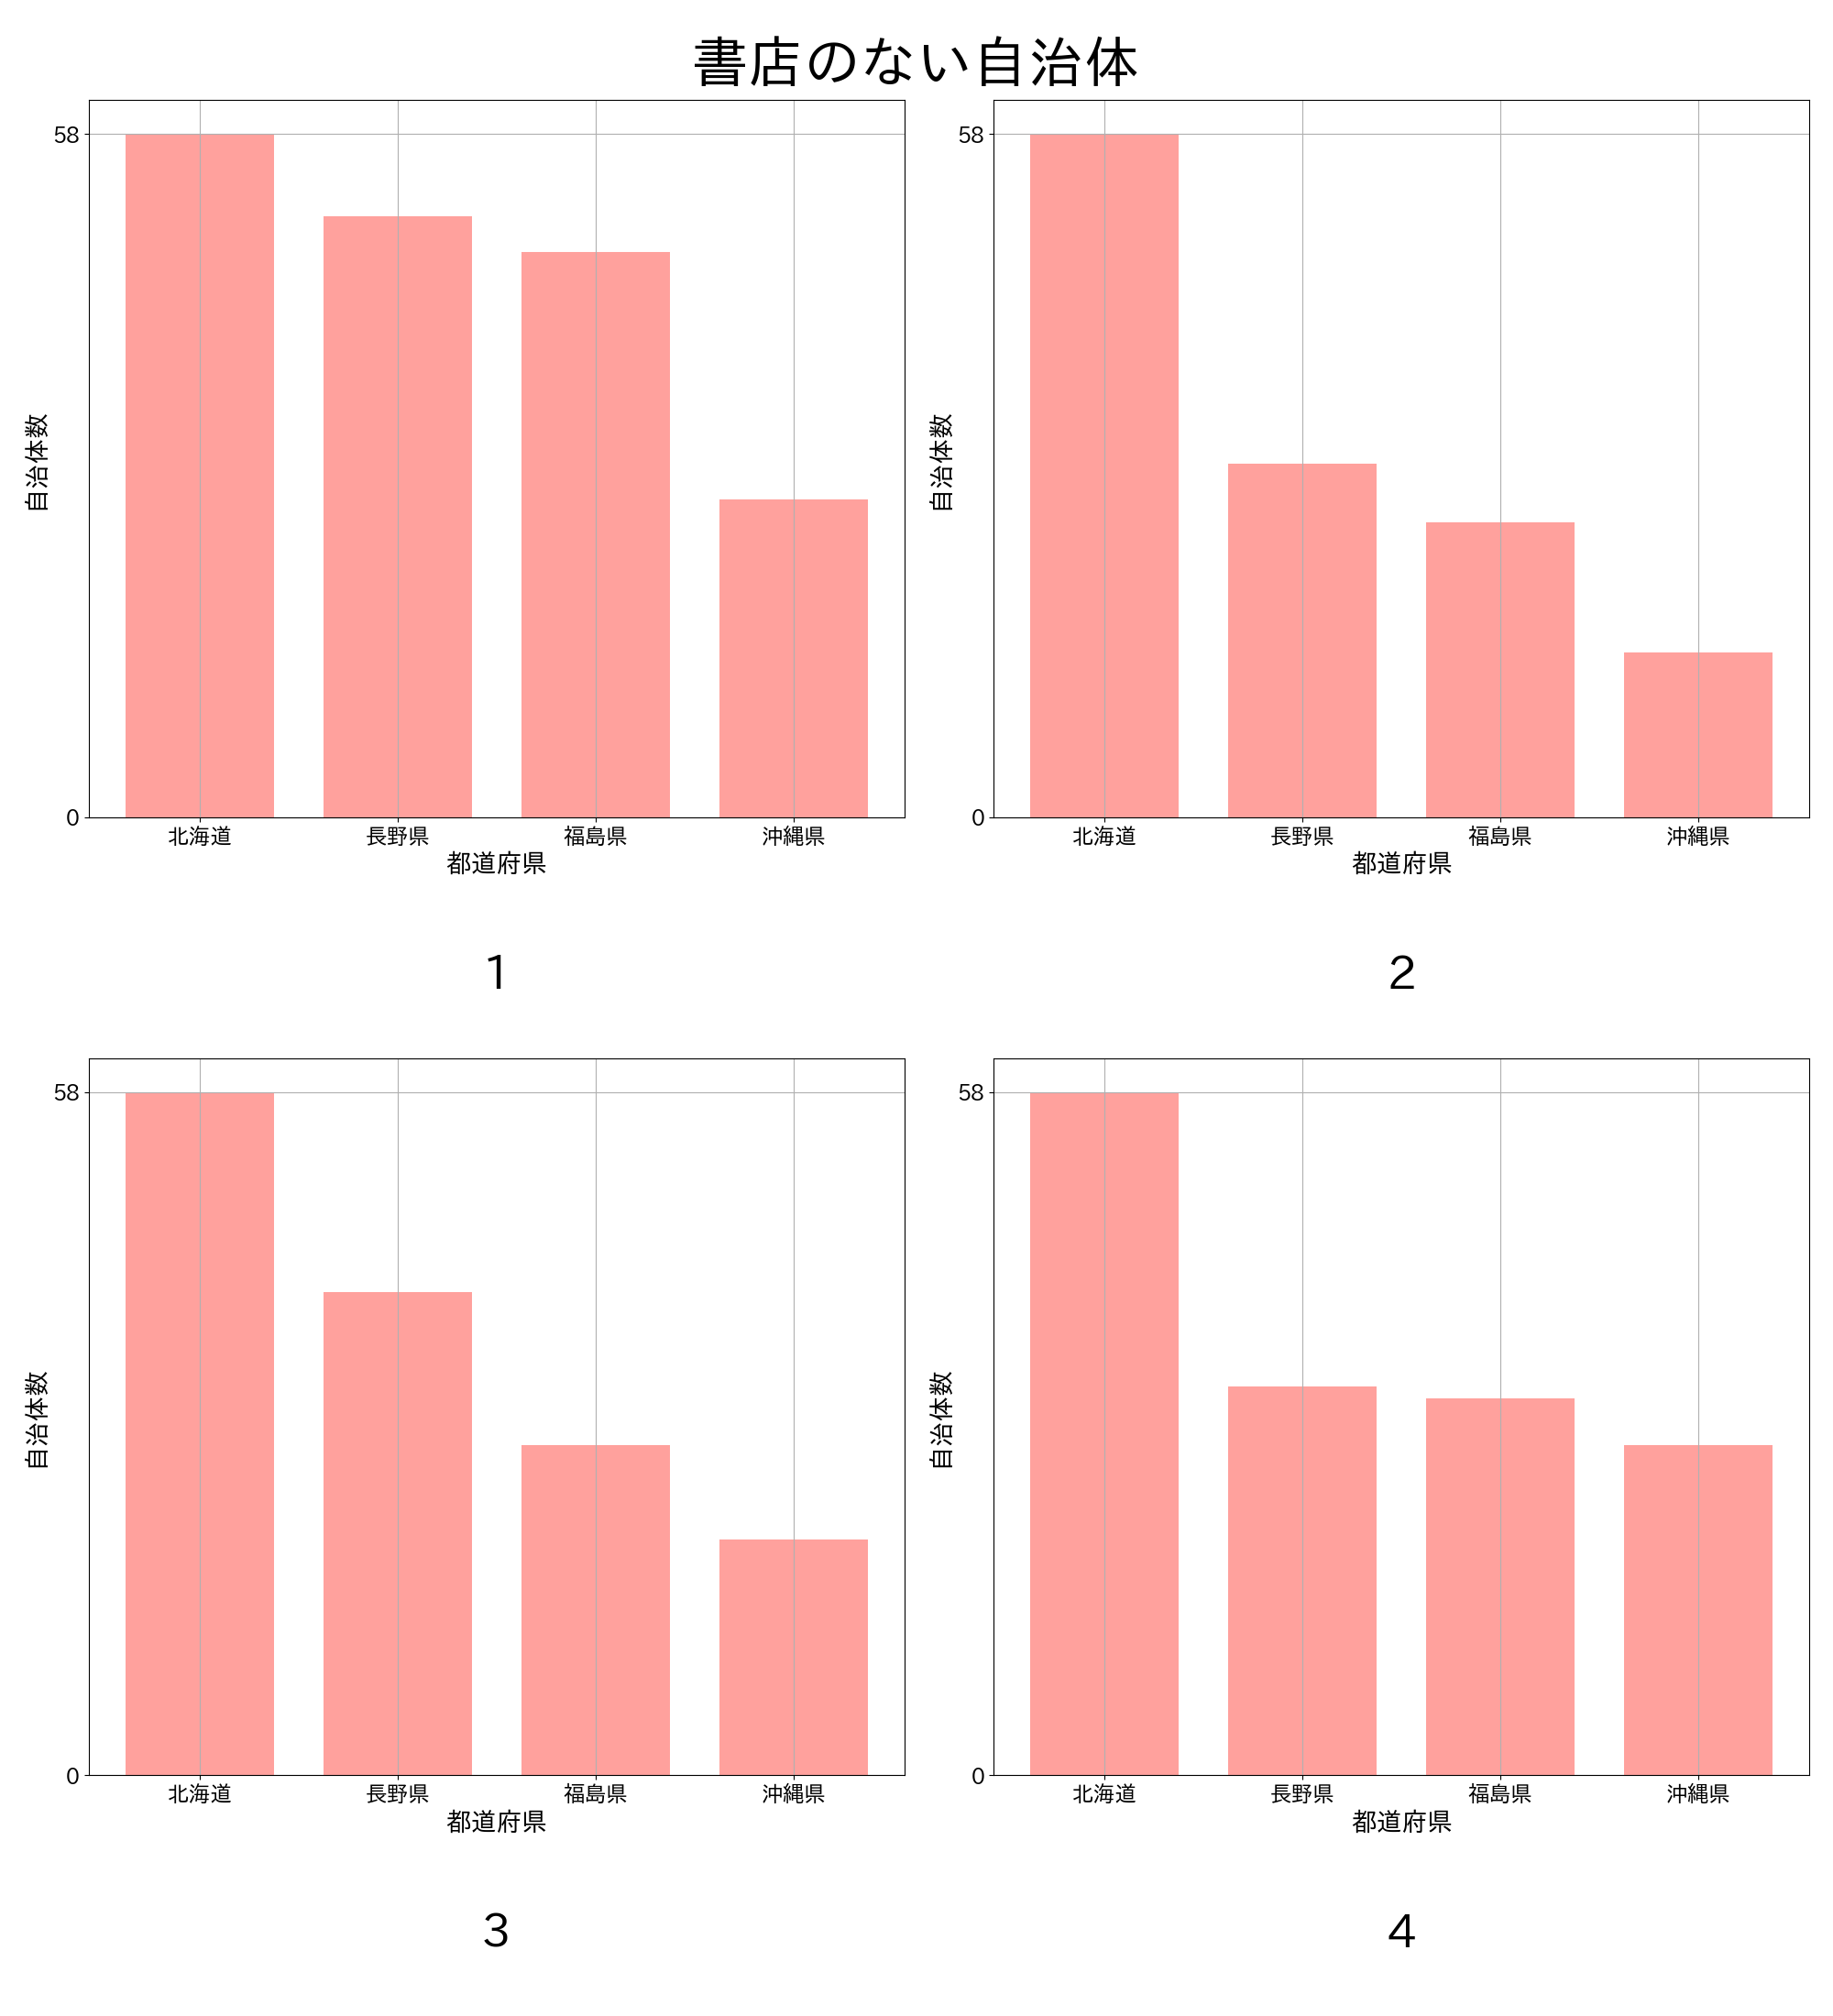 書店のない自治体
58
0
自治体数
北海道 長野県 福島県 沖縄県
都道府県
1
58
0
自治体数
北海道 長野県 福島県 沖縄県
都道府県
2
58
0
自治体数
北海道 長野県 福島県 沖縄県
都道府県
3
58
0
自治体数
北海道 長野県 福島県 沖縄県
都道府県
4